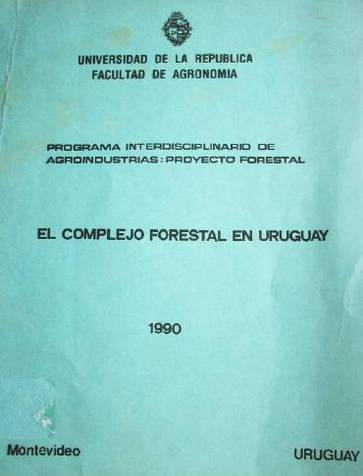 UNIVERSIDAD DE LA REPUBLICA
FACULTAD DE AGRONOMIA
PROGRAMA INTERDISCIPLINARIO DE
AGROINDUSTRIAS: PROYECTO FORESTAL
EL COMPLEJO FORESTAL EN URUGUAY
1990
Montevideo URUGUAY